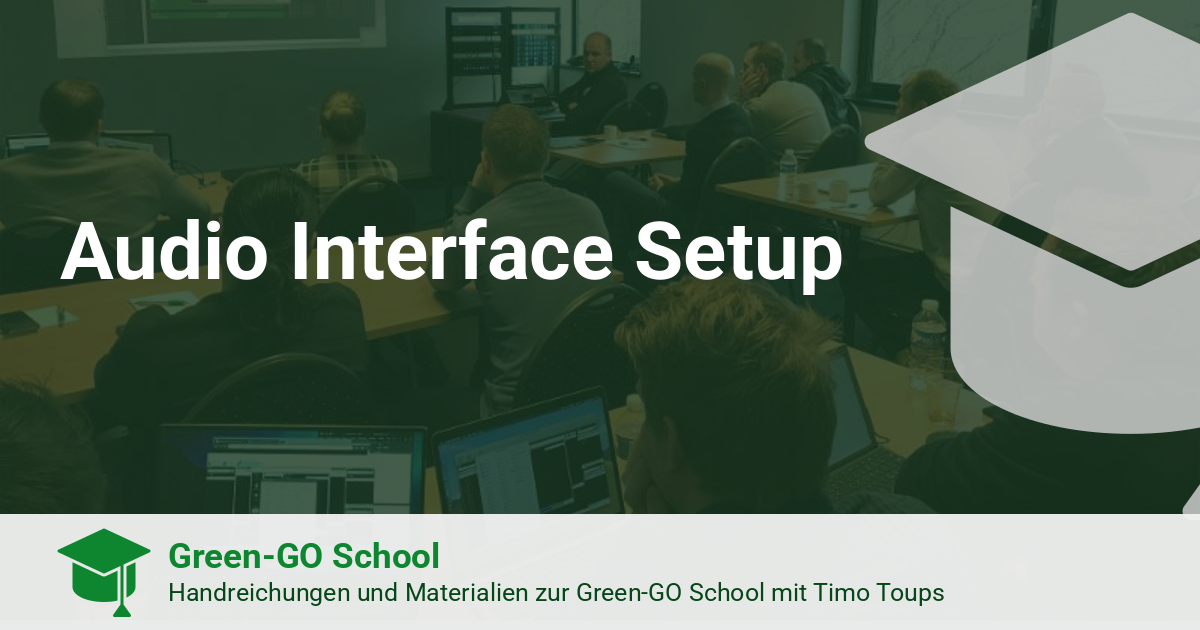 Audio Interface Setup
Green-GO School
Handreichungen und Materialien zur Green-GO School mit Timo Toups